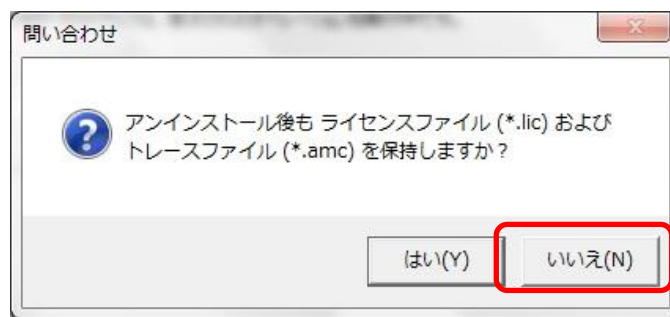 問い合わせ
アンインストール後も ライセンスファイル (*.lic) および
トレースファイル (*.amc) を保持しますか？
はい(Y)
いいえ(N)